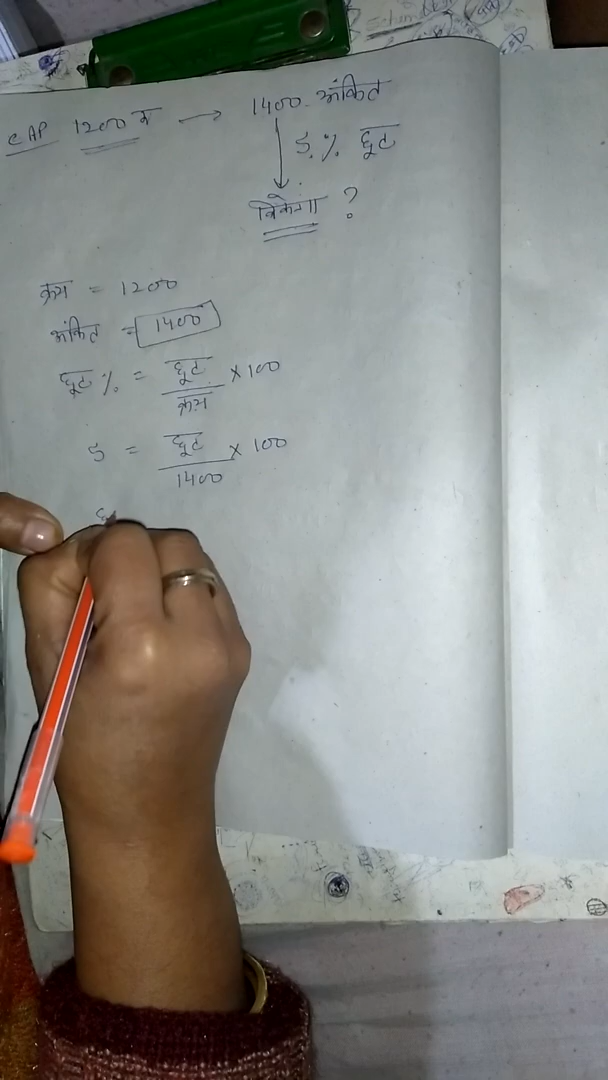 CAP 1200 रू → 1400 अंकित
5 % छूट
बिकेगा ?
क्रय = 1200
अंकित = 1400
छूट % = छूट / क्रय × 100
5 = छूट / 1400 × 100